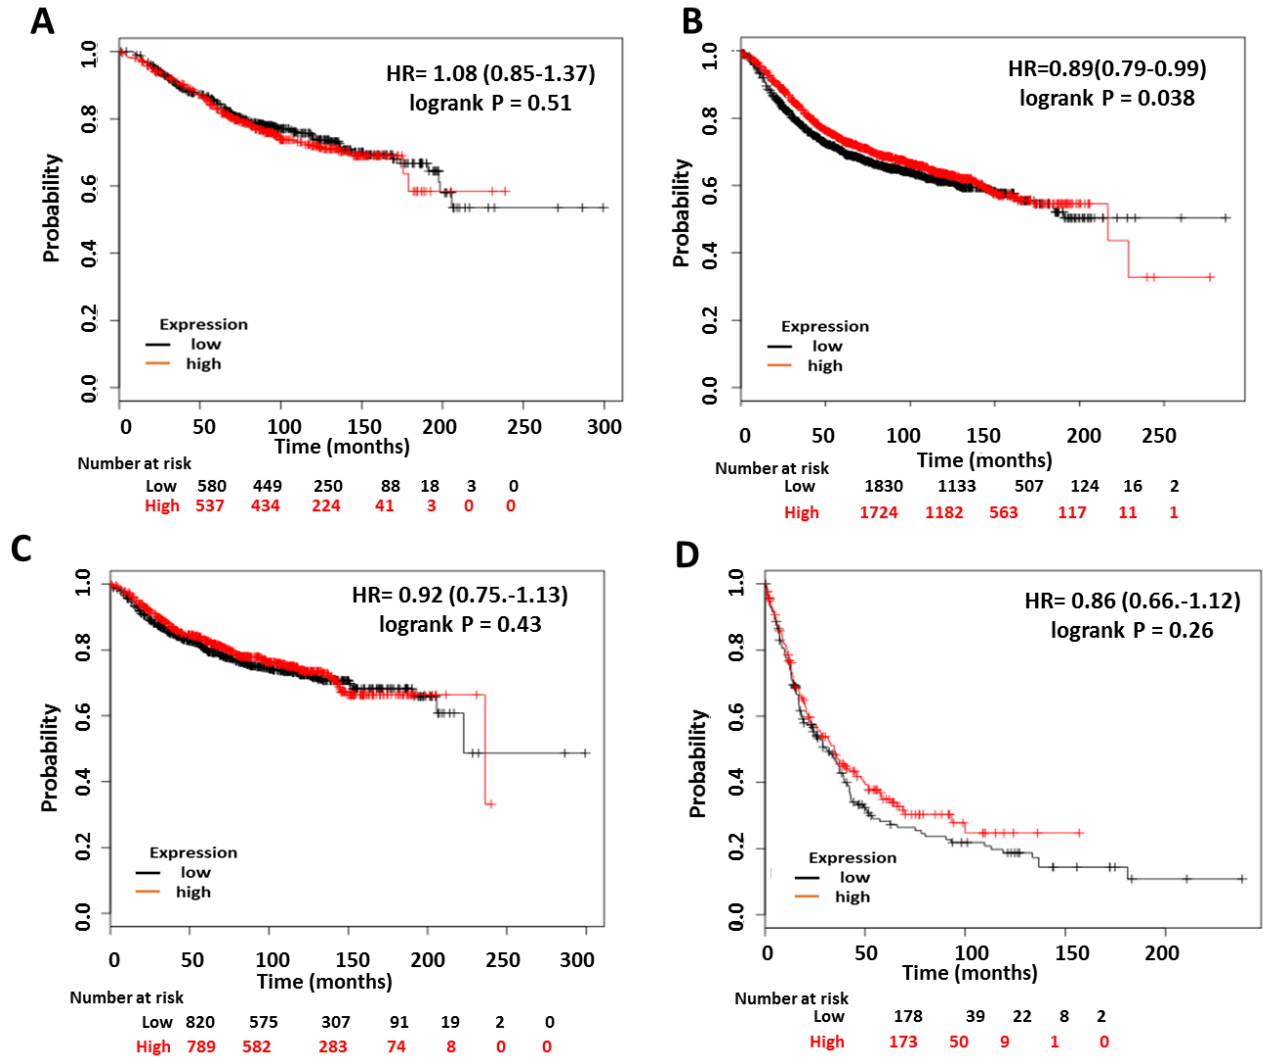 A
HR= 1.08 (0.85-1.37)
logrank P = 0.51
Probability
1.0
0.8
0.6
0.4
0.2
0.0
Expression
low
high
0 50 100 150 200 250 300
Time (months)
Number at risk
Low 580 449 250 88 18 3 0
High 537 434 224 41 3 0 0
B
HR=0.89(0.79-0.99)
logrank P = 0.038
Probability
1.0
0.8
0.6
0.4
0.2
0.0
Expression
low
high
0 50 100 150 200 250
Time (months)
Number at risk
Low 1830 1133 507 124 16 2
High 1724 1182 563 117 11 1
C
HR= 0.92 (0.75.-1.13)
logrank P = 0.43
Probability
1.0
0.8
0.6
0.4
0.2
0.0
Expression
low
high
0 50 100 150 200 250 300
Time (months)
Number at risk
Low 820 575 307 91 19 2 0
High 789 582 283 74 8 0 0
D
HR= 0.86 (0.66.-1.12)
logrank P = 0.26
Probability
1.0
0.8
0.6
0.4
0.2
0.0
Expression
low
high
0 50 100 150 200
Time (months)
Number at risk
Low 178 39 22 8 2
High 173 50 9 1 0